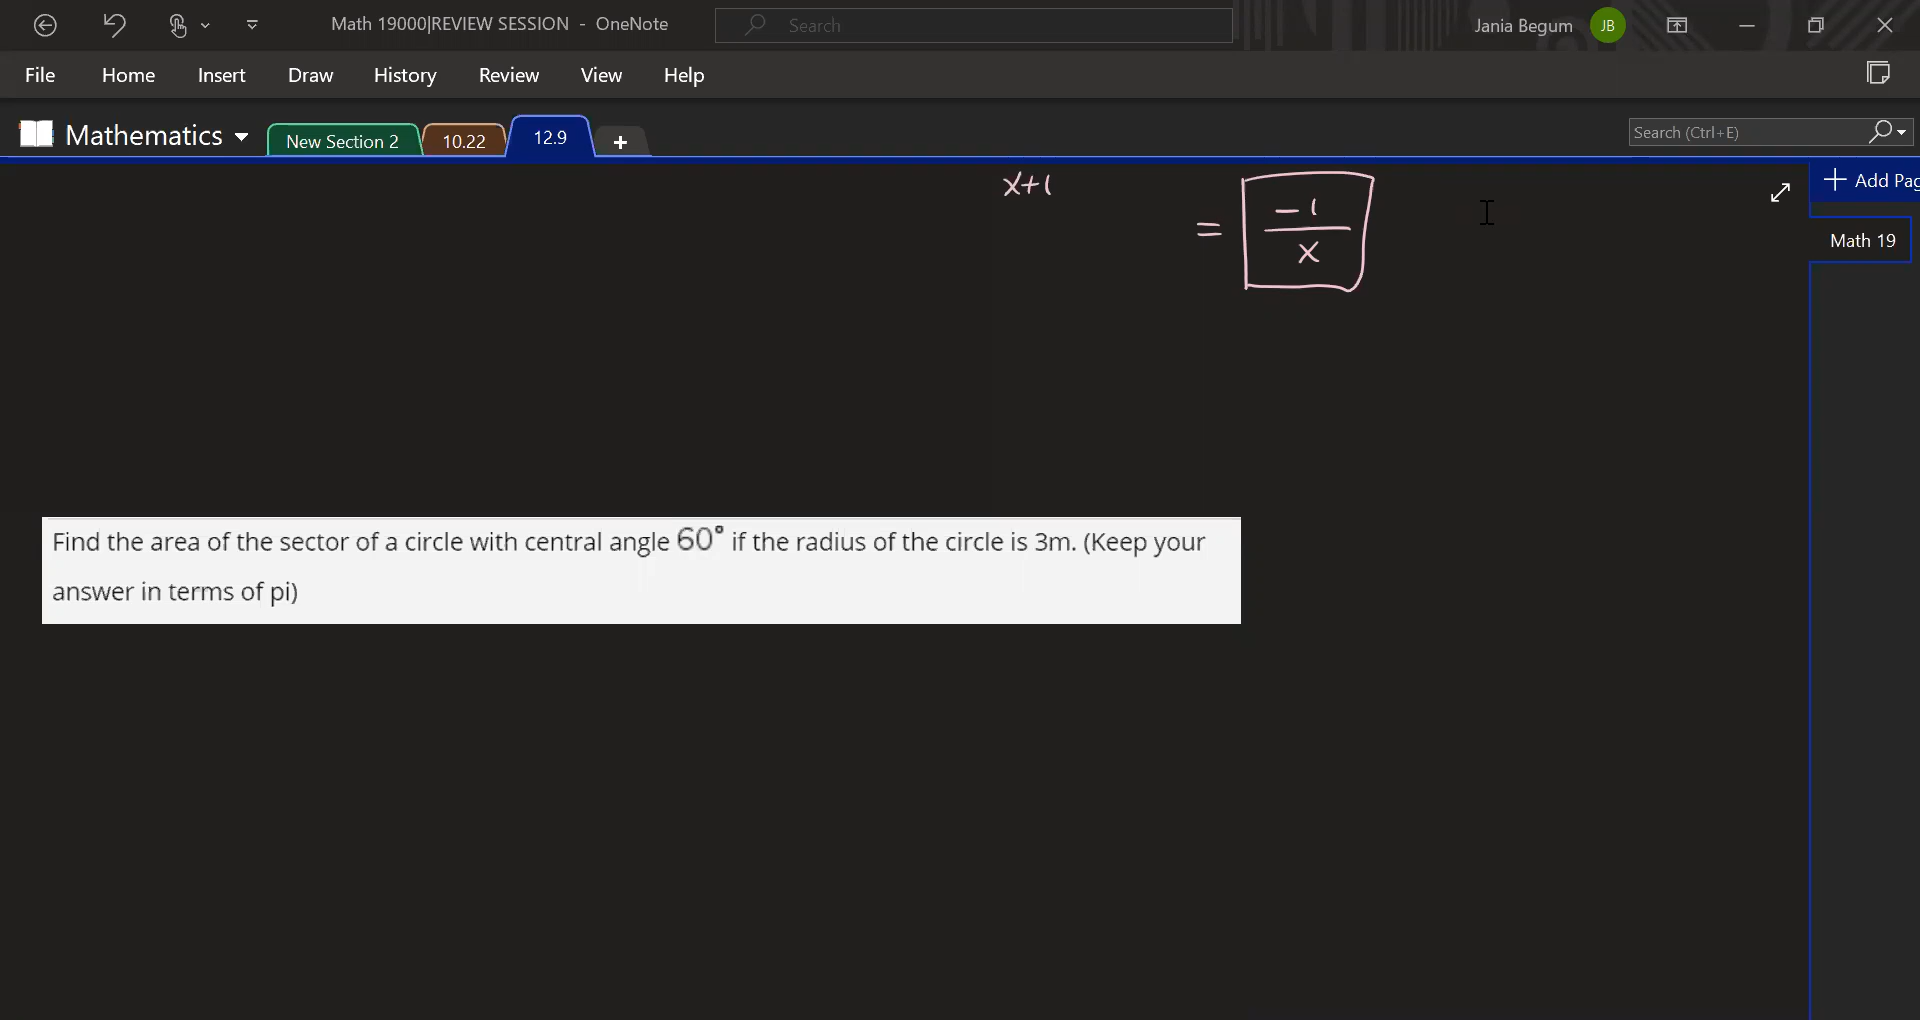 Math 19000|REVIEW SESSION - OneNote
Search
Jania Begum
JB
File Home Insert Draw History Review View Help
Mathematics
New Section 2
10.22
12.9
+
Search (Ctrl+E)
x+1
= -1
x
Add Pag
Math 19
Find the area of the sector of a circle with central angle 60° if the radius of the circle is 3m. (Keep your
answer in terms of pi)